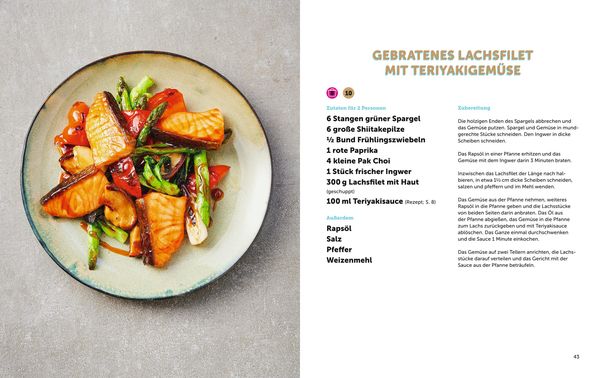 GEBRATENES LACHSFILET
MIT TERIYAKIGEMÜSE
10
Zutaten für 2 Personen
6 Stangen grüner Spargel
6 große Shiitakepilze
½ Bund Frühlingszwiebeln
1 rote Paprika
4 kleine Pak Choi
1 Stück frischer Ingwer
300 g Lachsfilet mit Haut
(geschuppt)
100 ml Teriyakisauce (Rezept: S. 8)
Außerdem
Rapsöl
Salz
Pfeffer
Weizenmehl
Zubereitung
Die holzigen Enden des Spargels abbrechen und
das Gemüse putzen. Spargel und Gemüse in mund-
gerechte Stücke schneiden. Den Ingwer in dicke
Scheiben schneiden.
Das Rapsöl in einer Pfanne erhitzen und das
Gemüse mit dem Ingwer darin 3 Minuten braten.
Inzwischen das Lachsfilet der Länge nach hal-
bieren, in etwa 1½ cm dicke Scheiben schneiden,
salzen und pfeffern und im Mehl wenden.
Das Gemüse aus der Pfanne nehmen, weiteres
Rapsöl in die Pfanne geben und die Lachsstücke
von beiden Seiten darin anbraten. Das Öl aus
der Pfanne abgießen, das Gemüse in die Pfanne
zum Lachs zurückgeben und mit Teriyakisauce
ablöschen. Das Ganze einmal durchschwenken
und die Sauce 1 Minute einkochen.
Das Gemüse auf zwei Tellern anrichten, die Lachs-
stücke darauf verteilen und das Gericht mit der
Sauce aus der Pfanne beträufeln.
43